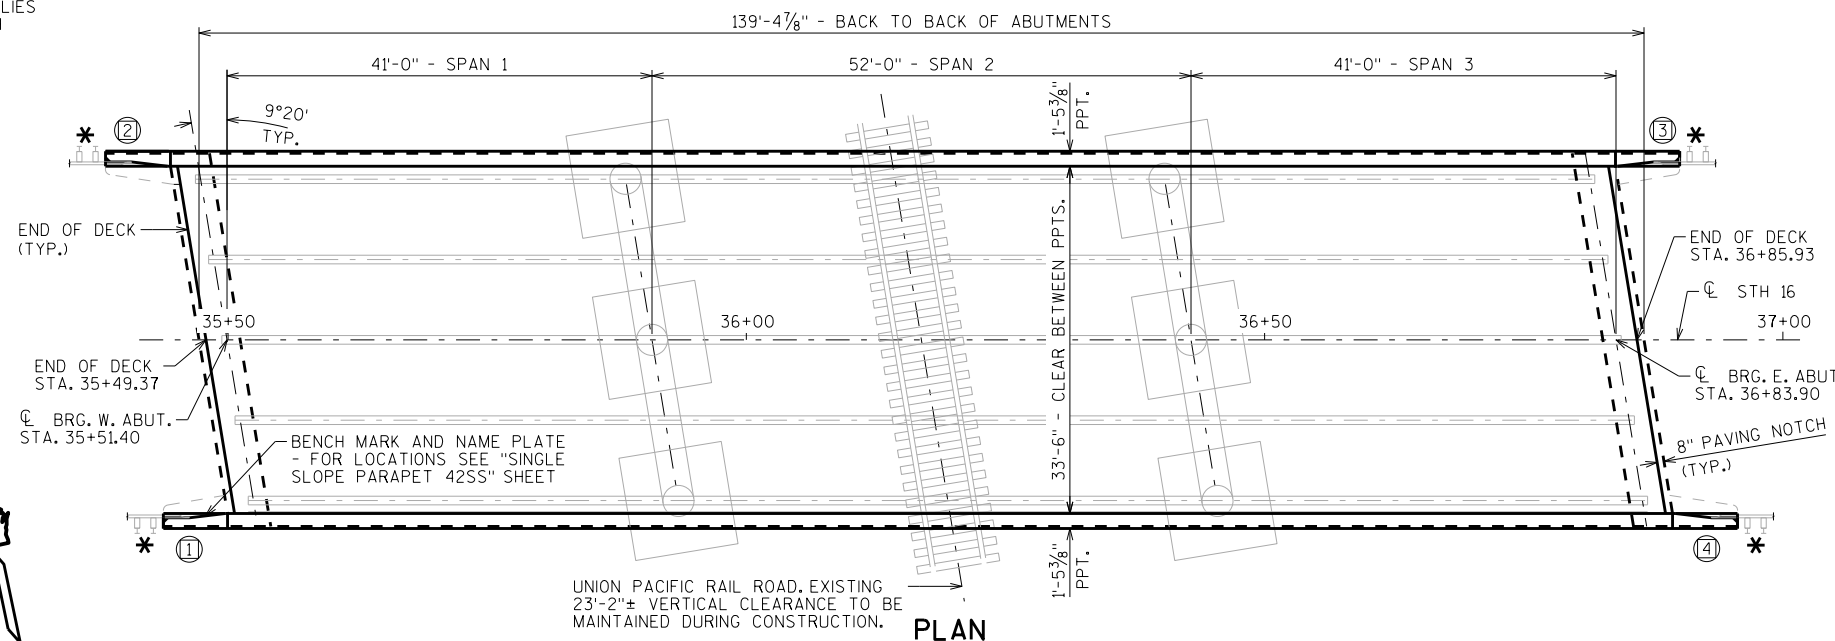 LIES
139'-4⅞" - BACK TO BACK OF ABUTMENTS
41'-0" - SPAN 1
52'-0" - SPAN 2
41'-0" - SPAN 3
9°20'
TYP.
1'-5⅜"
PPT.
2
3
END OF DECK
(TYP.)
END OF DECK
STA. 36+85.93
℄ STH 16
35+50
36+00
36+50
37+00
33'-6" - CLEAR BETWEEN PPTS.
END OF DECK
STA. 35+49.37
℄ BRG. W. ABUT.
STA. 35+51.40
℄ BRG. E. ABUT
STA. 36+83.90
BENCH MARK AND NAME PLATE
- FOR LOCATIONS SEE "SINGLE
SLOPE PARAPET 42SS" SHEET
8" PAVING NOTCH
(TYP.)
1
4
1'-5⅜"
PPT.
UNION PACIFIC RAIL ROAD. EXISTING
23'-2"± VERTICAL CLEARANCE TO BE
MAINTAINED DURING CONSTRUCTION.
PLAN